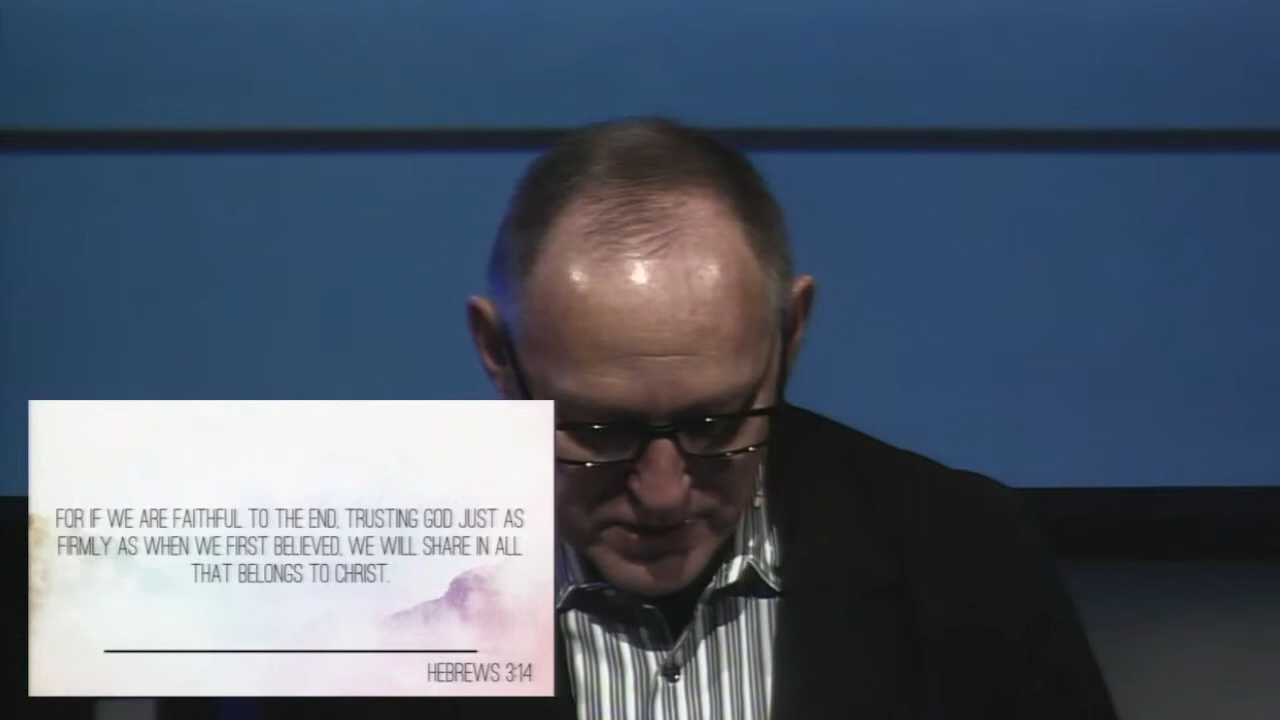 FOR IF WE ARE FAITHFUL TO THE END, TRUSTING GOD JUST AS
FIRMLY AS WHEN WE FIRST BELIEVED, WE WILL SHARE IN ALL
THAT BELONGS TO CHRIST.
HEBREWS 3:14